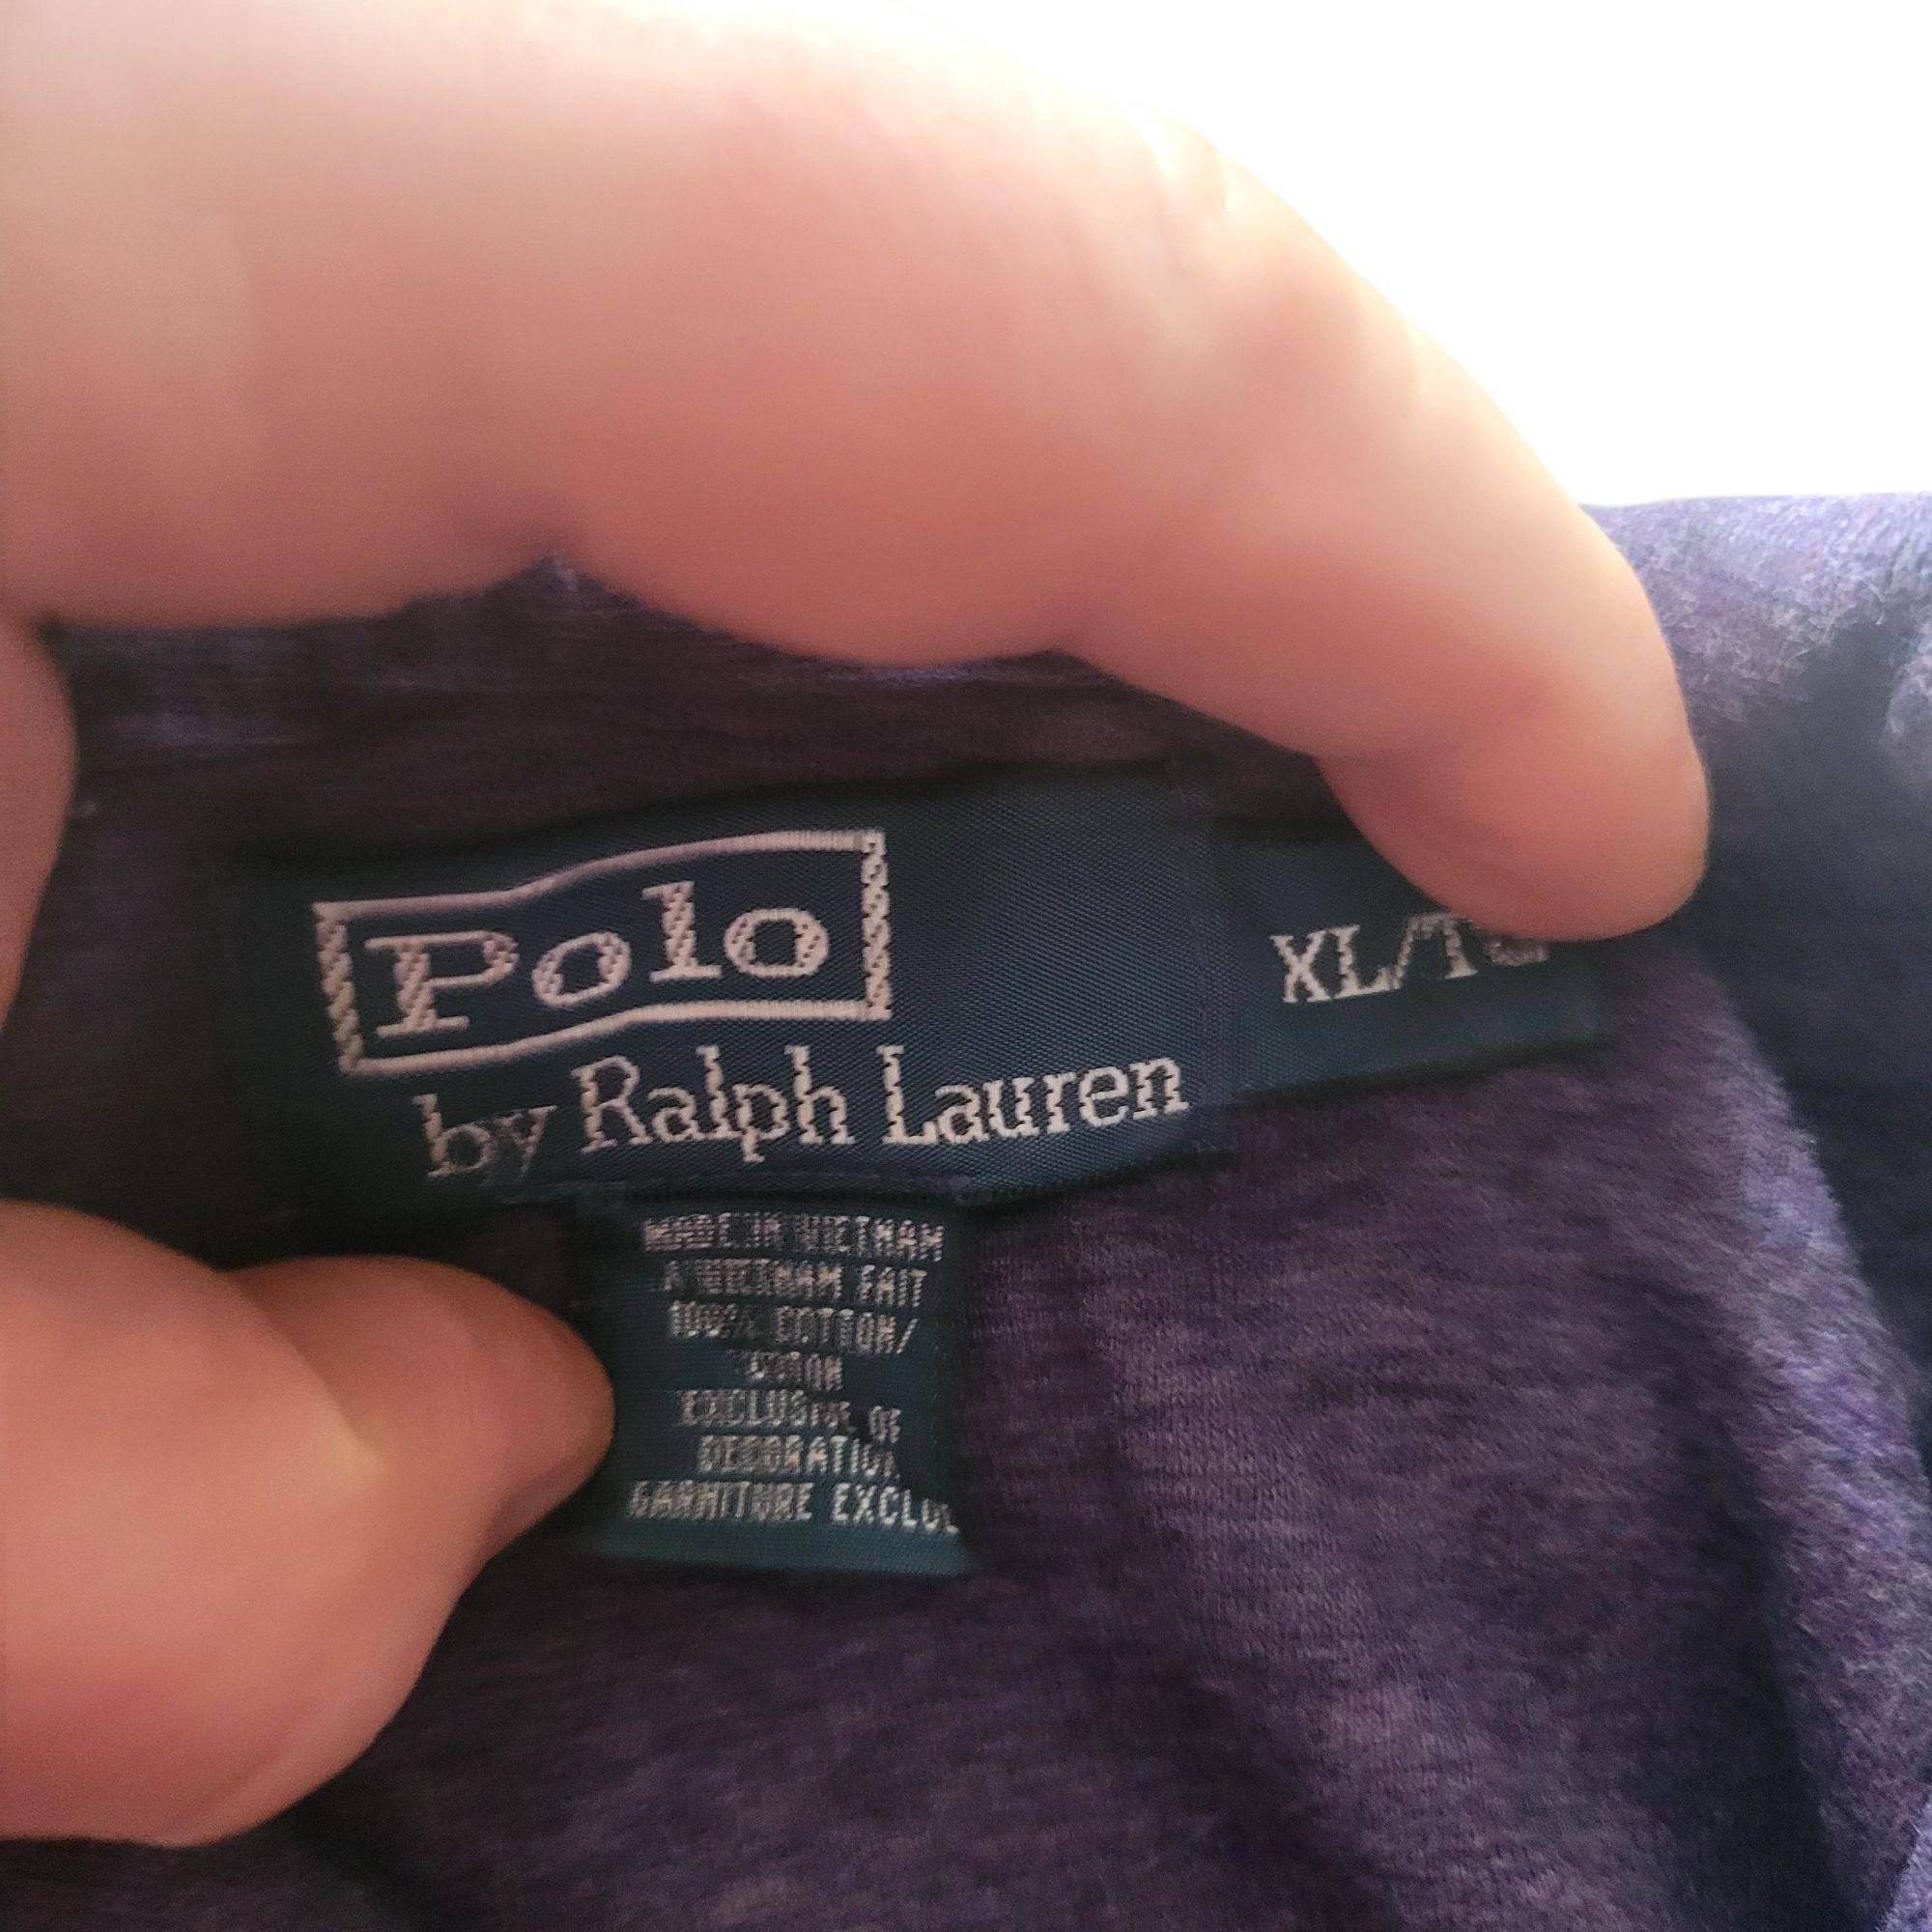 Polo
by Ralph Lauren
XL/TG
MADE IN VIETNAM
A VIETNAM FAIT
100% COTTON/
COTON
EXCLUSIVE OF
DECORATION
GARNITURE EXCLUE